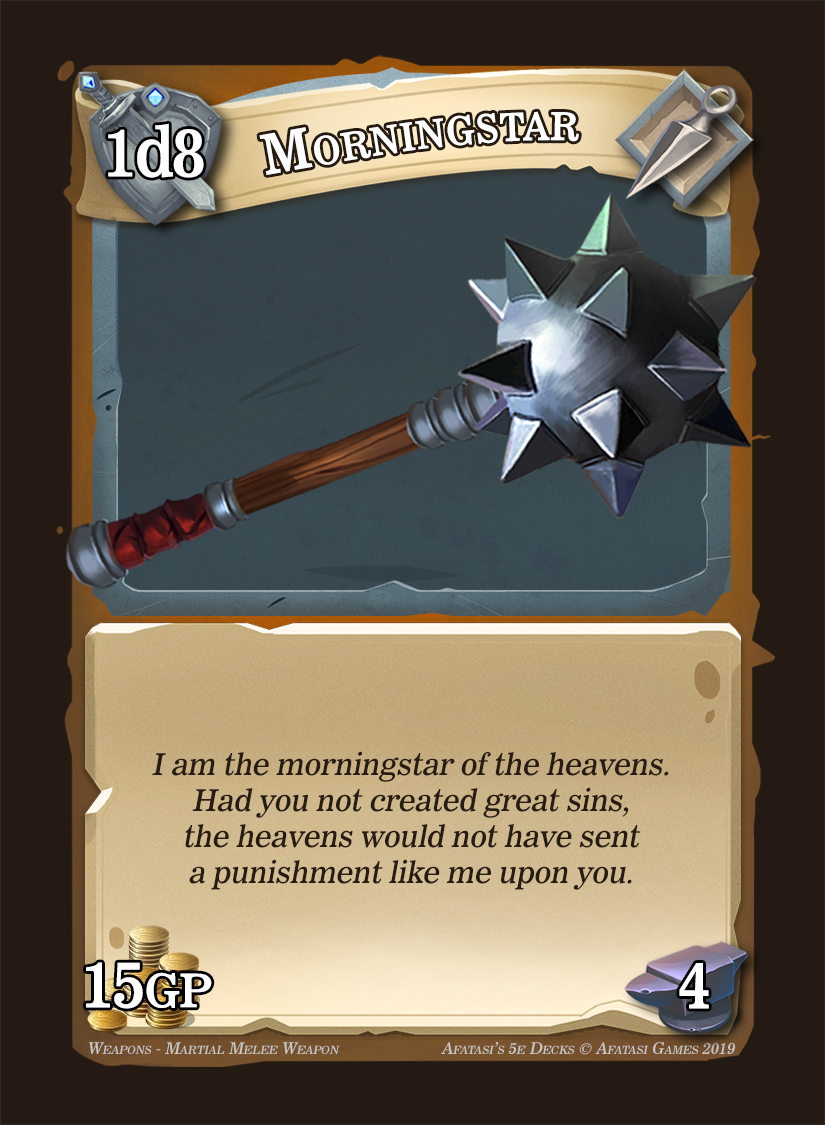 1d8
Morningstar
I am the morningstar of the heavens.
Had you not created great sins,
the heavens would not have sent
a punishment like me upon you.
15GP
4
Weapons - Martial Melee Weapon
Afatasi's 5e Decks © Afatasi Games 2019